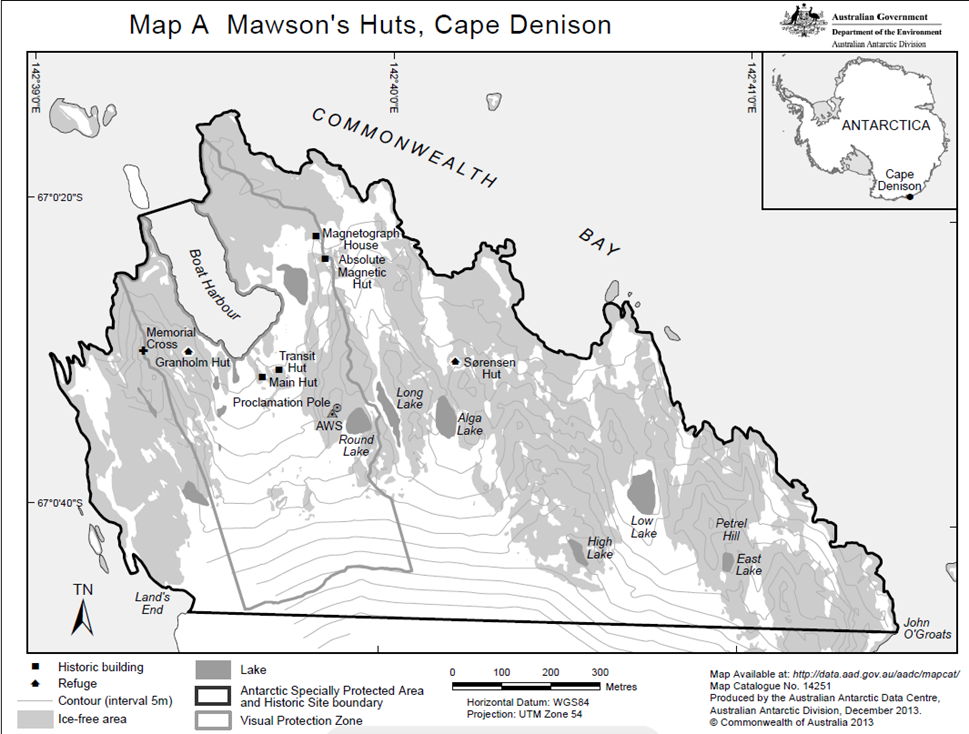 Map A Mawson's Huts, Cape Denison
Australian Government
Department of the Environment
Australian Antarctic Division
142°39'0"E
142°40'0"E
142°41'0"E
COMMONWEALTH
BAY
ANTARCTICA
Cape
Denison
67°0'20"S
Magnetograph
House
Absolute
Magnetic
Hut
Boat Harbour
Memorial
Cross
Granholm Hut
Transit
Hut
Main Hut
Sørensen
Hut
Proclamation Pole
AWS
Round
Lake
Long
Lake
Alga
Lake
67°0'40"S
Low
Lake
High
Lake
Petrel
Hill
East
Lake
TN
Land's
End
John
O'Groats
Historic building
Refuge
Contour (interval 5m)
Ice-free area
Lake
Antarctic Specially Protected Area
and Historic Site boundary
Visual Protection Zone
0 100 200 300
Metres
Horizontal Datum: WGS84
Projection: UTM Zone 54
Map Available at: http://data.aad.gov.au/aadc/mapcat/
Map Catalogue No. 14251
Produced by the Australian Antarctic Data Centre,
Australian Antarctic Division, December 2013.
© Commonwealth of Australia 2013